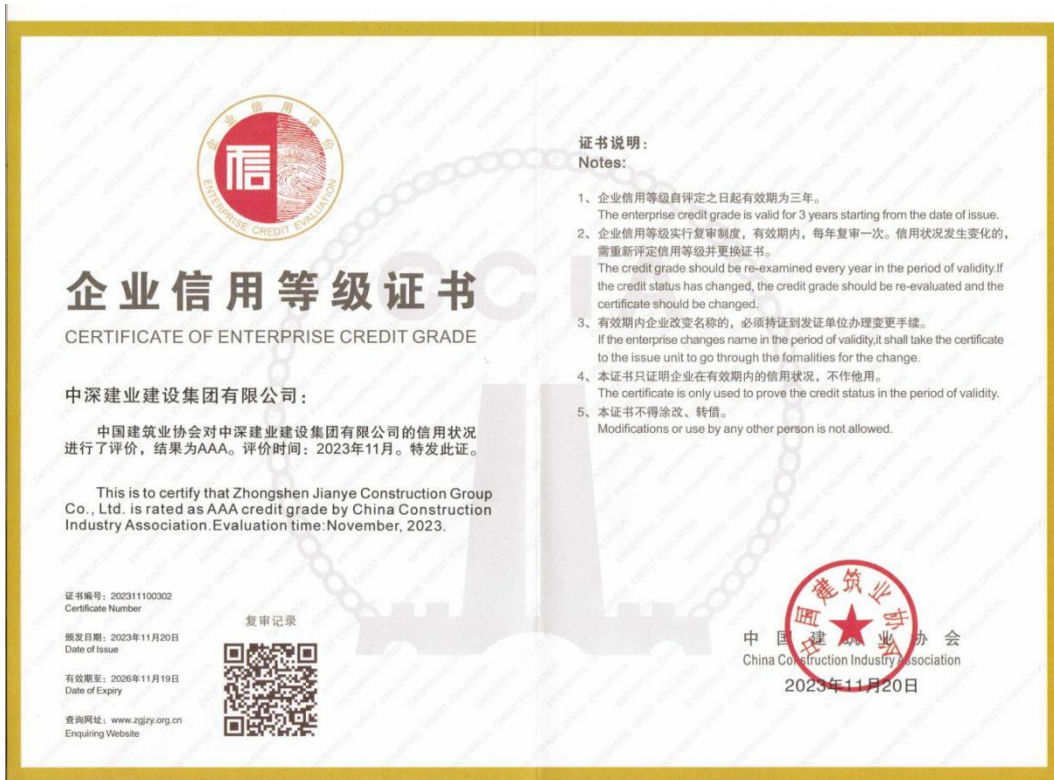 企业信用评价
信
ENTERPRISE CREDIT EVALUATION
企业信用等级证书
CERTIFICATE OF ENTERPRISE CREDIT GRADE
中深建业建设集团有限公司：
中国建筑业协会对中深建业建设集团有限公司的信用状况
进行了评价，结果为AAA。评价时间：2023年11月。特发此证。
This is to certify that Zhongshen Jianye Construction Group
Co., Ltd. is rated as AAA credit grade by China Construction
Industry Association.Evaluation time:November, 2023.
证书编号：202311100302
Certificate Number
颁发日期：2023年11月20日
Date of Issue
有效期至：2026年11月19日
Date of Expiry
查询网址：www.zgjzy.org.cn
Enquiring Website
复审记录
证书说明：
Notes:
1、企业信用等级自评定之日起有效期为三年。
The enterprise credit grade is valid for 3 years starting from the date of issue.
2、企业信用等级实行复审制度，有效期内，每年复审一次。信用状况发生变化的，
需重新评定信用等级并更换证书。
The credit grade should be re-examined every year in the period of validity.If
the credit status has changed, the credit grade should be re-evaluated and the
certificate should be changed.
3、有效期内企业改变名称的，必须持证到发证单位办理变更手续。
If the enterprise changes name in the period of validity,it shall take the certificate
to the issue unit to go through the fomalities for the change.
4、本证书只证明企业在有效期内的信用状况，不作他用。
The certificate is only used to prove the credit status in the period of validity.
5、本证书不得涂改、转借。
Modifications or use by any other person is not allowed.
CCIA
中国建筑业协会
中国建筑业协会
China Construction Industry Association
2023年11月20日